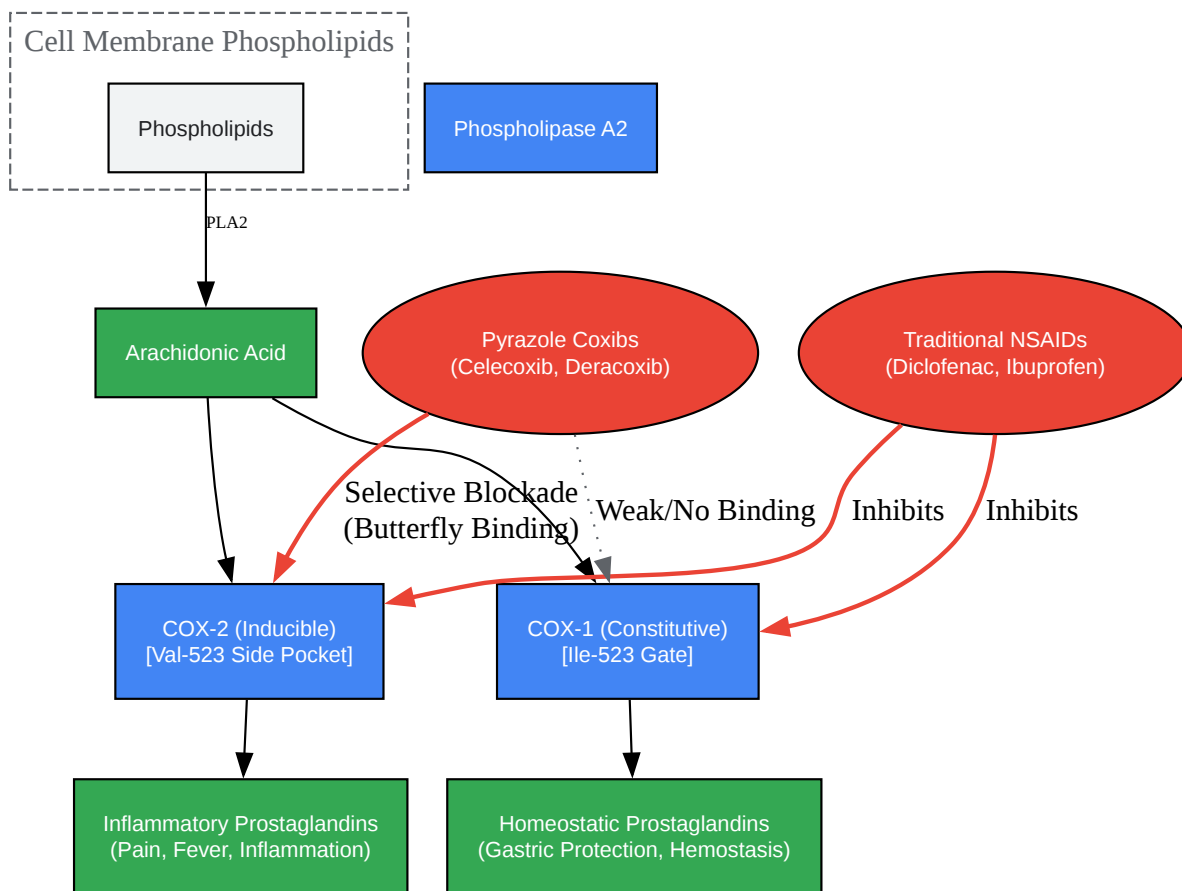 Cell Membrane Phospholipids
Phospholipids
Phospholipase A2
PLA2
Arachidonic Acid
Pyrazole Coxibs
(Celecoxib, Deracoxib)
Traditional NSAIDs
(Diclofenac, Ibuprofen)
Selective Blockade
(Butterfly Binding)
Weak/No Binding
Inhibits
Inhibits
COX-2 (Inducible)
[Val-523 Side Pocket]
COX-1 (Constitutive)
[Ile-523 Gate]
Inflammatory Prostaglandins
(Pain, Fever, Inflammation)
Homeostatic Prostaglandins
(Gastric Protection, Hemostasis)